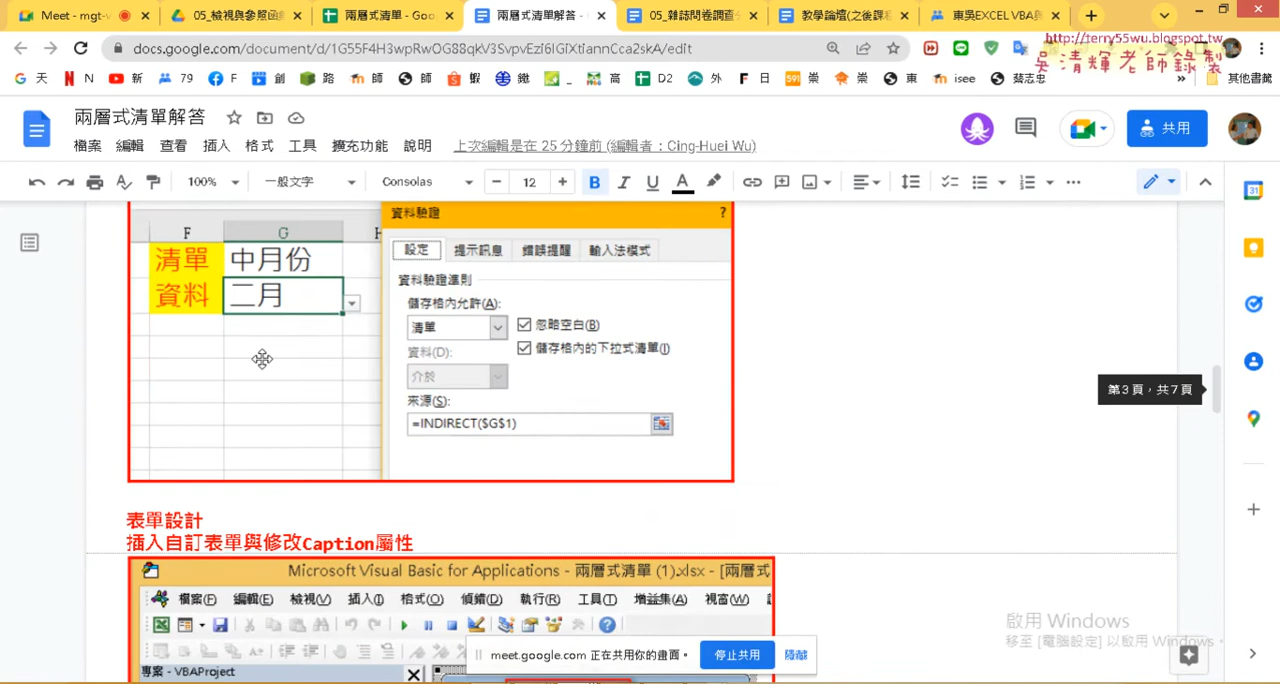 Meet - mgt-
05_檢視與參照函
兩層式清單 - Goo
兩層式清單解答 -
05_雜誌問卷調查
教學論壇(之後課程
東吳EXCEL VBA與
docs.google.com/document/d/1G55F4H3wpRwOG88qkV3SvpvEzi6IGiXtiannCca2skA/edit
http://terry55wu.blogspot.tw
吳清輝老師錄製
天 N 新 79 F 創 路 師 師 蝦 纖 高 D2 外 日 崇 崇 東 isee 蔡志忠 » 其他書籤
兩層式清單解答
檔案 編輯 查看 插入 格式 工具 擴充功能 說明 上次編輯是在 25 分鐘前 (編輯者：Cing-Huei Wu)
共用
100% 一般文字 Consolas 12 B I U A
資料驗證 ?
F G H
清單 中月份
資料 二月
設定 提示訊息 錯誤提醒 輸入法模式
資料驗證準則
儲存格內允許(A):
清單 忽略空白(B)
資料(D): 儲存格內的下拉式清單(I)
介於
來源(S):
=INDIRECT($G$1)
第 3 頁，共 7 頁
表單設計
插入自訂表單與修改Caption屬性
Microsoft Visual Basic for Applications - 兩層式清單 (1).xlsx - [兩層式
檔案(F) 編輯(E) 檢視(V) 插入(I) 格式(O) 偵錯(D) 執行(R) 工具(T) 增益集(A) 視窗(W)
專案 - VBAProject
meet.google.com 正在共用你的畫面。 停止共用 隱藏
啟用 Windows
移至 [電腦設定] 以啟用 Windows。